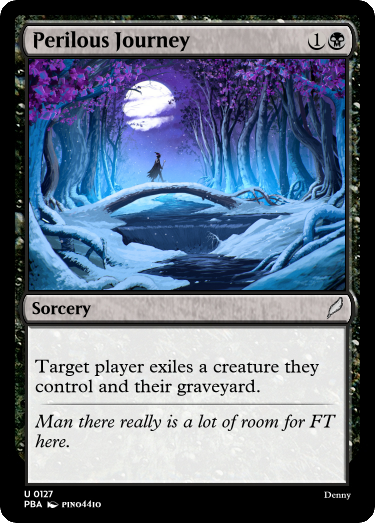 Perilous Journey 1
Sorcery
Target player exiles a creature they
control and their graveyard.
Man there really is a lot of room for FT
here.
U 0127
PBA PINO4410
Denny